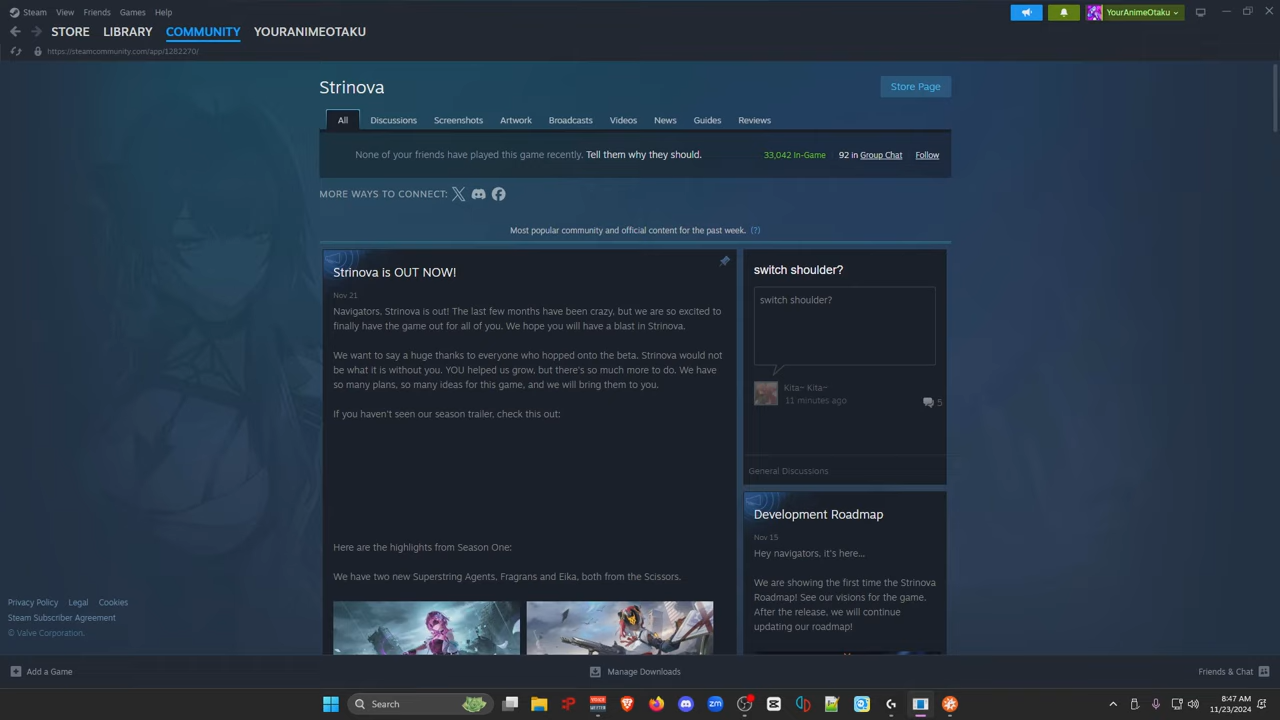 Steam View Friends Games Help YourAnimeOtaku
STORE LIBRARY COMMUNITY YOURANIMEOTAKU
https://steamcommunity.com/app/1282270/
Strinova
Store Page
All Discussions Screenshots Artwork Broadcasts Videos News Guides Reviews
None of your friends have played this game recently. Tell them why they should. 33,042 In-Game 92 in Group Chat Follow
MORE WAYS TO CONNECT:
Most popular community and official content for the past week. (?)
Strinova is OUT NOW!
Nov 21
Navigators, Strinova is out! The last few months have been crazy, but we are so excited to
finally have the game out for all of you. We hope you will have a blast in Strinova.
We want to say a huge thanks to everyone who hopped onto the beta. Strinova would not
be what it is without you. YOU helped us grow, but there's so much more to do. We have
so many plans, so many ideas for this game, and we will bring them to you.
If you haven't seen our season trailer, check this out:
Here are the highlights from Season One:
We have two new Superstring Agents, Fragrans and Eika, both from the Scissors.
switch shoulder?
switch shoulder?
Kita~ Kita~
11 minutes ago
5
General Discussions
Development Roadmap
Nov 15
Hey navigators, it's here...
We are showing the first time the Strinova
Roadmap! See our visions for the game.
After the release, we will continue
updating our roadmap!
Privacy Policy Legal Cookies
Steam Subscriber Agreement
© Valve Corporation.
Add a Game Manage Downloads Friends & Chat
Search
zm
8:47 AM
11/23/2024